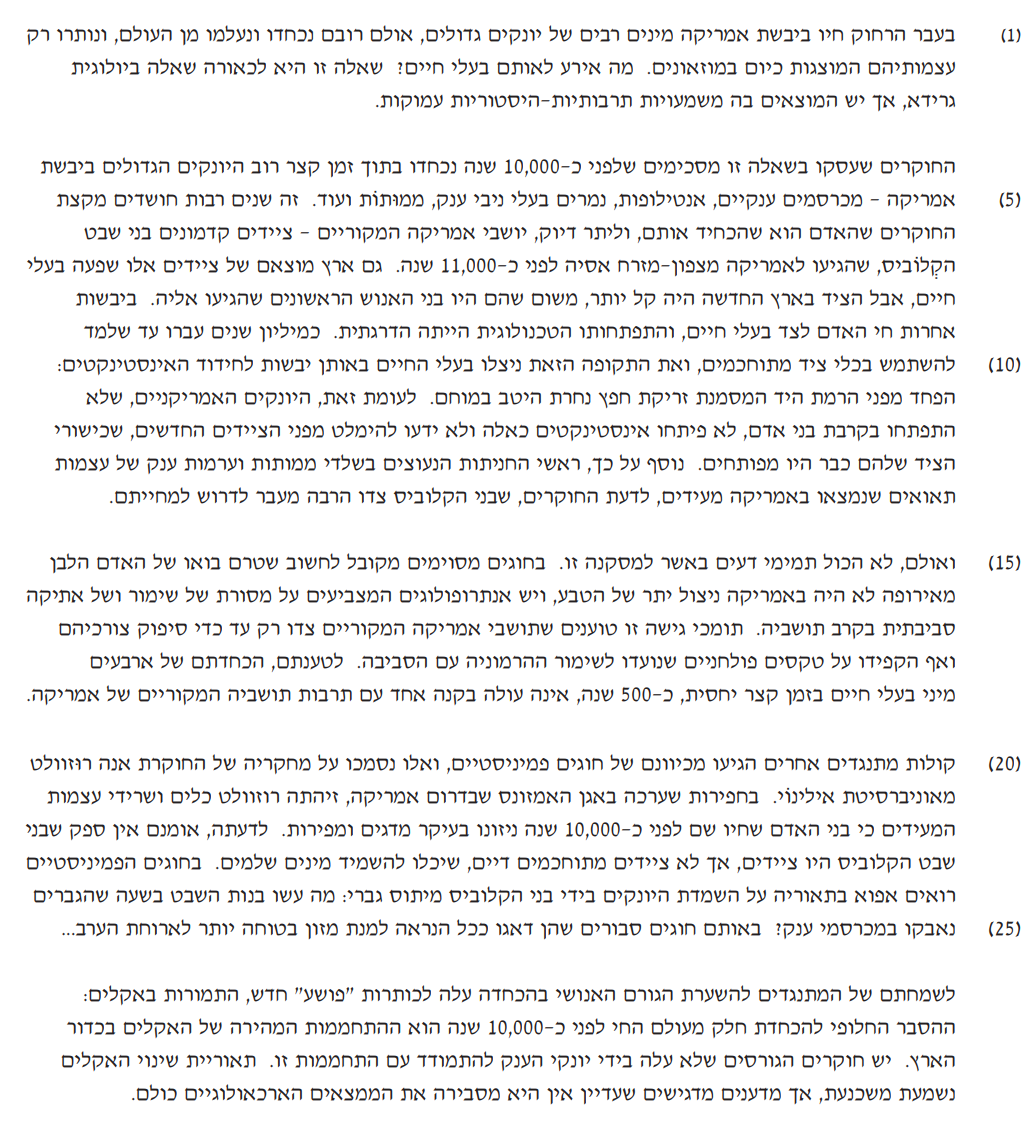 (1) בעבר הרחוק חיו ביבשת אמריקה מינים רבים של יונקים גדולים, אולם רובם נכחדו ונעלמו מן העולם, ונותרו רק
עצמותיהם המוצגות כיום במוזאונים. מה אירע לאותם בעלי חיים? שאלה זו היא לכאורה שאלה ביולוגית
גרידא, אך יש המוצאים בה משמעויות תרבותיות-היסטוריות עמוקות.
החוקרים שעסקו בשאלה זו מסכימים שלפני כ-10,000 שנה נכחדו בתוך זמן קצר רוב היונקים הגדולים ביבשת
(5) אמריקה – מכרסמים ענקיים, אנטילופות, נמרים בעלי ניבי ענק, ממוּתוֹת ועוד. זה שנים רבות חושדים מקצת
החוקרים שהאדם הוא שהכחיד אותם, וליתר דיוק, יושבי אמריקה המקוריים – ציידים קדמונים בני שבט
הקְלוֹביס, שהגיעו לאמריקה מצפון-מזרח אסיה לפני כ-11,000 שנה. גם ארץ מוצאם של ציידים אלו שפעה בעלי
חיים, אבל הציד בארץ החדשה היה קל יותר, משום שהם היו בני האנוש הראשונים שהגיעו אליה. ביבשות
אחרות חי האדם לצד בעלי חיים, והתפתחותו הטכנולוגית הייתה הדרגתית. כמיליון שנים עברו עד שלמד
(10) להשתמש בכלי ציד מתוחכמים, ואת התקופה הזאת ניצלו בעלי החיים באותן יבשות לחידוד האינסטינקטים:
הפחד מפני הרמת היד המסמנת זריקת חפץ נחרת היטב במוחם. לעומת זאת, היונקים האמריקניים, שלא
התפתחו בקרבת בני אדם, לא פיתחו אינסטינקטים כאלה ולא ידעו להימלט מפני הציידים החדשים, שכישורי
הציד שלהם כבר היו מפותחים. נוסף על כך, ראשי החניתות הנעוצים בשלדי ממותות וערמות ענק של עצמות
תאואים שנמצאו באמריקה מעידים, לדעת החוקרים, שבני הקלוביס צדו הרבה מעבר לדרוש למחייתם.
(15) ואולם, לא הכול תמימי דעים באשר למסקנה זו. בחוגים מסוימים מקובל לחשוב שטרם בואו של האדם הלבן
מאירופה לא היה באמריקה ניצול יתר של הטבע, ויש אנתרופולוגים המצביעים על מסורת של שימור ושל אתיקה
סביבתית בקרב תושביה. תומכי גישה זו טוענים שתושבי אמריקה המקוריים צדו רק עד כדי סיפוק צורכיהם
ואף הקפידו על טקסים פולחניים שנועדו לשימור ההרמוניה עם הסביבה. לטענתם, הכחדתם של ארבעים
מיני בעלי חיים בזמן קצר יחסית, כ-500 שנה, אינה עולה בקנה אחד עם תרבות תושביה המקוריים של אמריקה.
(20) קולות מתנגדים אחרים הגיעו מכיוונם של חוגים פמיניסטיים, ואלו נסמכו על מחקריה של החוקרת אנה רוּזוולט
מאוניברסיטת אילינוֹי. בחפירות שערכה באגן האמזונס שבדרום אמריקה, זיהתה רוזוולט כלים ושרידי עצמות
המעידים כי בני האדם שחיו שם לפני כ-10,000 שנה ניזונו בעיקר מדגים ומפירות. לדעתה, אומנם אין ספק שבני
שבט הקלוביס היו ציידים, אך לא ציידים מתוחכמים דיים, שיכלו להשמיד מינים שלמים. בחוגים הפמיניסטיים
רואים אפוא בתאוריה על השמדת היונקים בידי בני הקלוביס מיתוס גברי: מה עשו בנות השבט בשעה שהגברים
(25) נאבקו במכרסמי ענק? באותם חוגים סבורים שהן דאגו ככל הנראה למנת מזון בטוחה יותר לארוחת הערב...
לשמחתם של המתנגדים להשערת הגורם האנושי בהכחדה עלה לכותרות "פושע" חדש, התמורות באקלים:
ההסבר החלופי להכחדת חלק מעולם החי לפני כ-10,000 שנה הוא ההתחממות המהירה של האקלים בכדור
הארץ. יש חוקרים הגורסים שלא עלה בידי יונקי הענק להתמודד עם התחממות זו. תאוריית שינוי האקלים
נשמעת משכנעת, אך מדענים מדגישים שעדיין אין היא מסבירה את הממצאים הארכאולוגיים כולם.